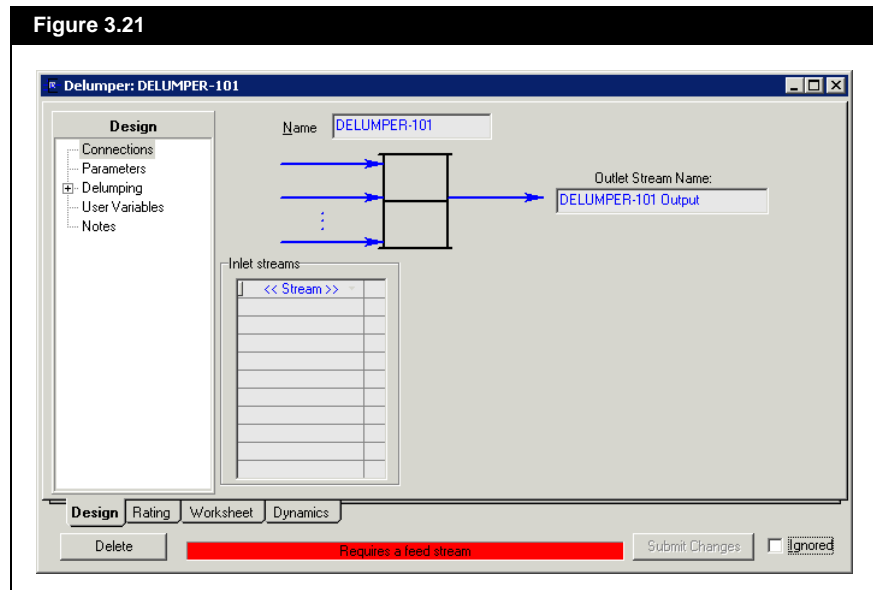 Figure 3.21
Delumper: DELUMPER-101
Design
Connections
Parameters
Delumping
User Variables
Notes
Name DELUMPER-101
Outlet Stream Name:
DELUMPER-101 Output
Inlet streams
<< Stream >>
Design Rating Worksheet Dynamics
Delete Requires a feed stream Submit Changes Ignored